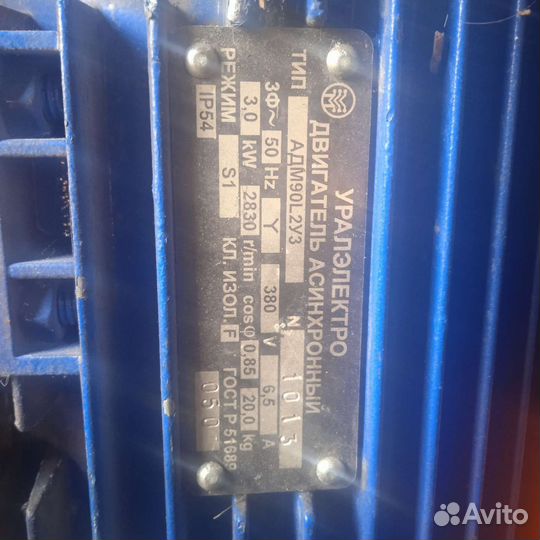 УРАЛЭЛЕКТРО
ДВИГАТЕЛЬ АСИНХРОННЫЙ
ТИП АДМ90L2У3 N 1013
3Ф~ 50 Hz Y 380 V 6,5 A
3,0 kW 2830 r/min cosφ 0,85 20,0 kg
РЕЖИМ S1 КЛ. ИЗОЛ. F ГОСТ Р 51689
IP54 050
Avito